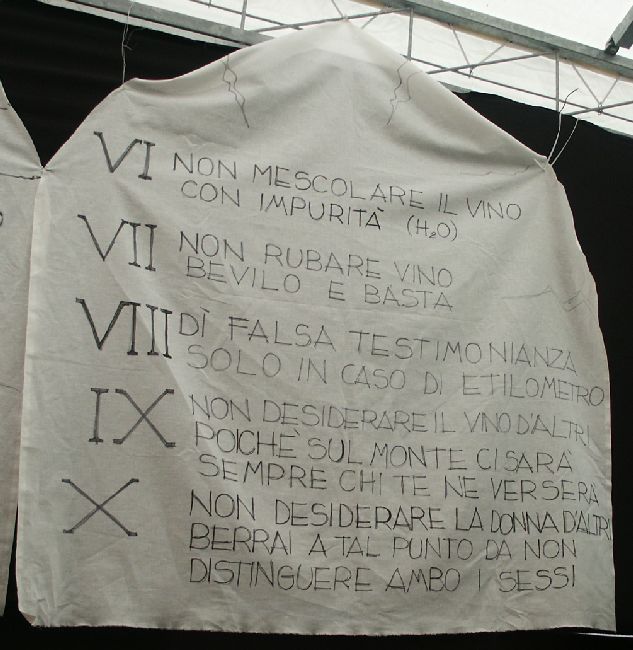 VI NON MESCOLARE IL VINO
CON IMPURITÀ (H₂O)
VII NON RUBARE VINO
BEVILO E BASTA
VIII DÌ FALSA TESTIMONIANZA
SOLO IN CASO DI ETILOMETRO
IX NON DESIDERARE IL VINO D'ALTRI
POICHÈ SUL MONTE CI SARÀ
SEMPRE CHI TE NE VERSERÀ
X NON DESIDERARE LA DONNA D'ALTRI
BERRAI A TAL PUNTO DA NON
DISTINGUERE AMBO I SESSI